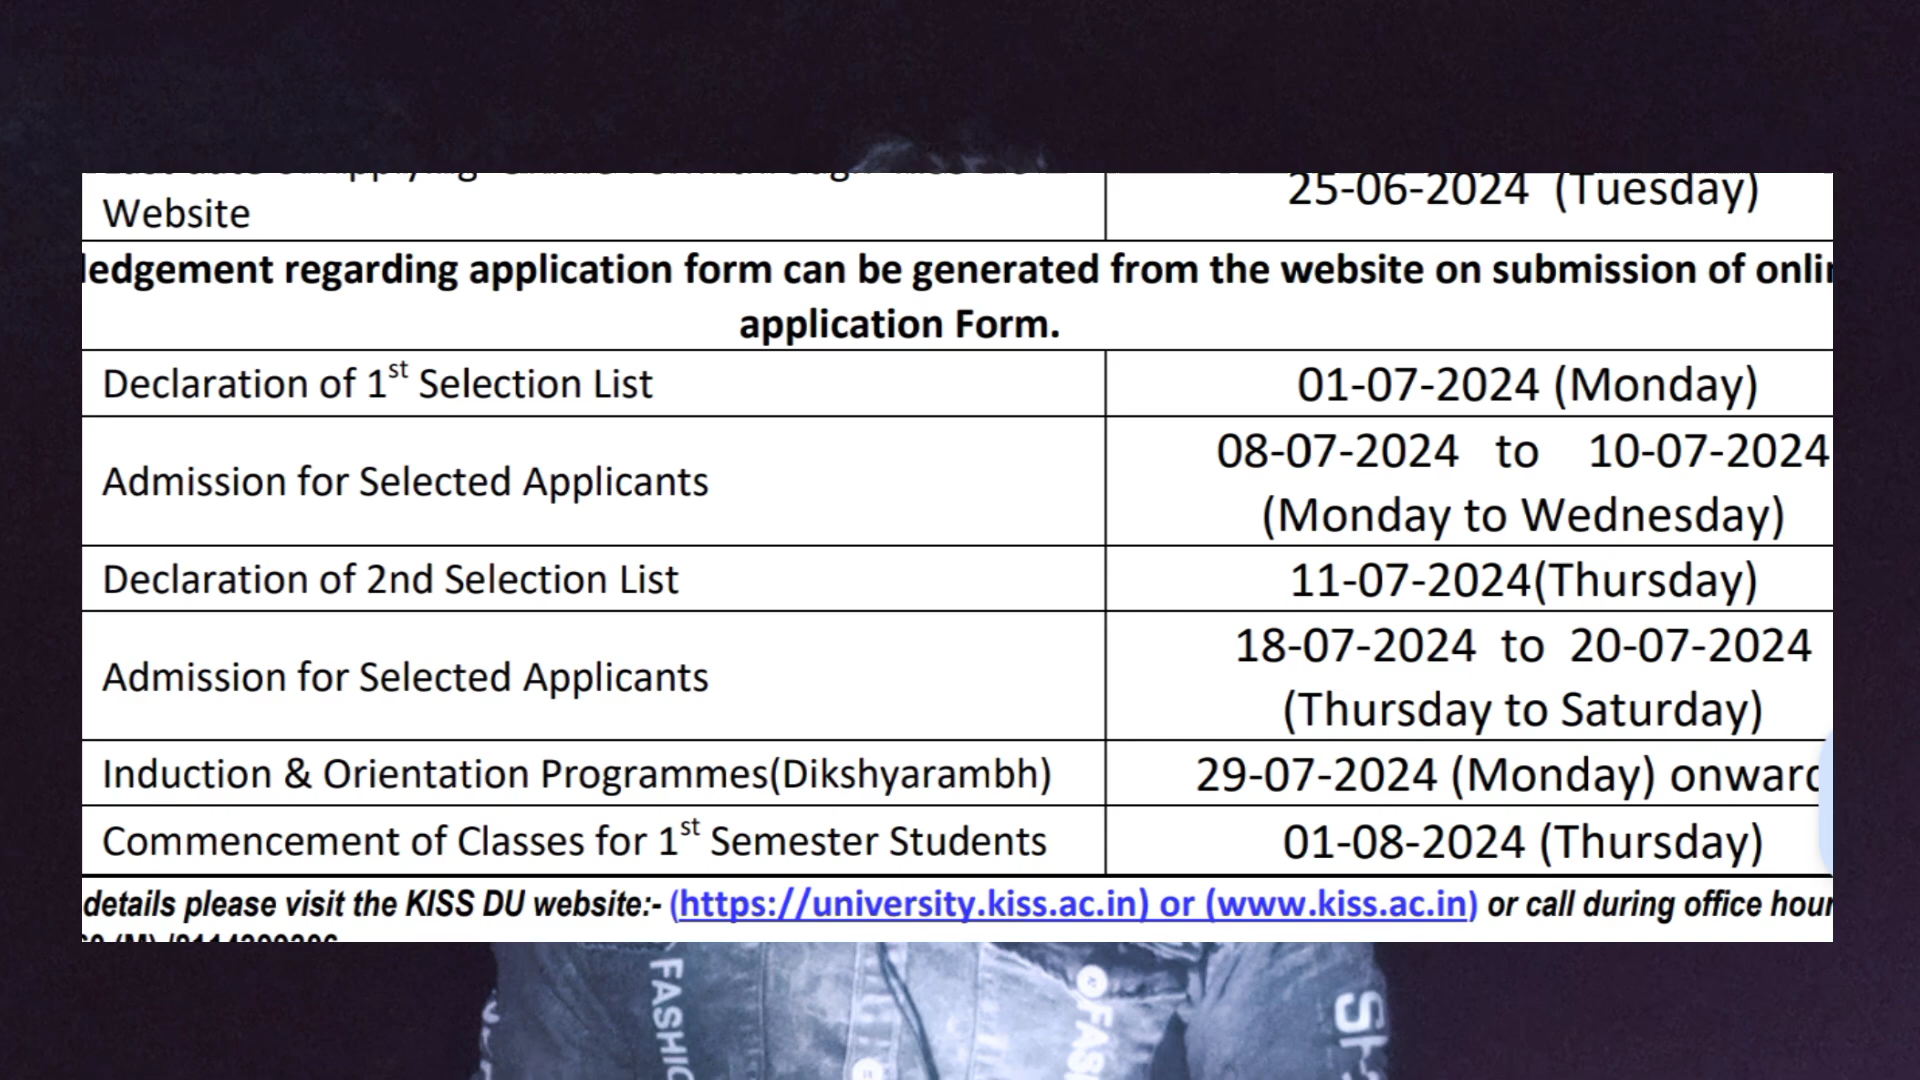 Website
25-06-2024 (Tuesday)
ledgement regarding application form can be generated from the website on submission of onlin
application Form.
Declaration of 1st Selection List
01-07-2024 (Monday)
Admission for Selected Applicants
08-07-2024 to 10-07-2024
(Monday to Wednesday)
Declaration of 2nd Selection List
11-07-2024(Thursday)
Admission for Selected Applicants
18-07-2024 to 20-07-2024
(Thursday to Saturday)
Induction & Orientation Programmes(Dikshyarambh)
29-07-2024 (Monday) onward
Commencement of Classes for 1st Semester Students
01-08-2024 (Thursday)
details please visit the KISS DU website:- (https://university.kiss.ac.in) or (www.kiss.ac.in) or call during office hour
FASHIO
FAS